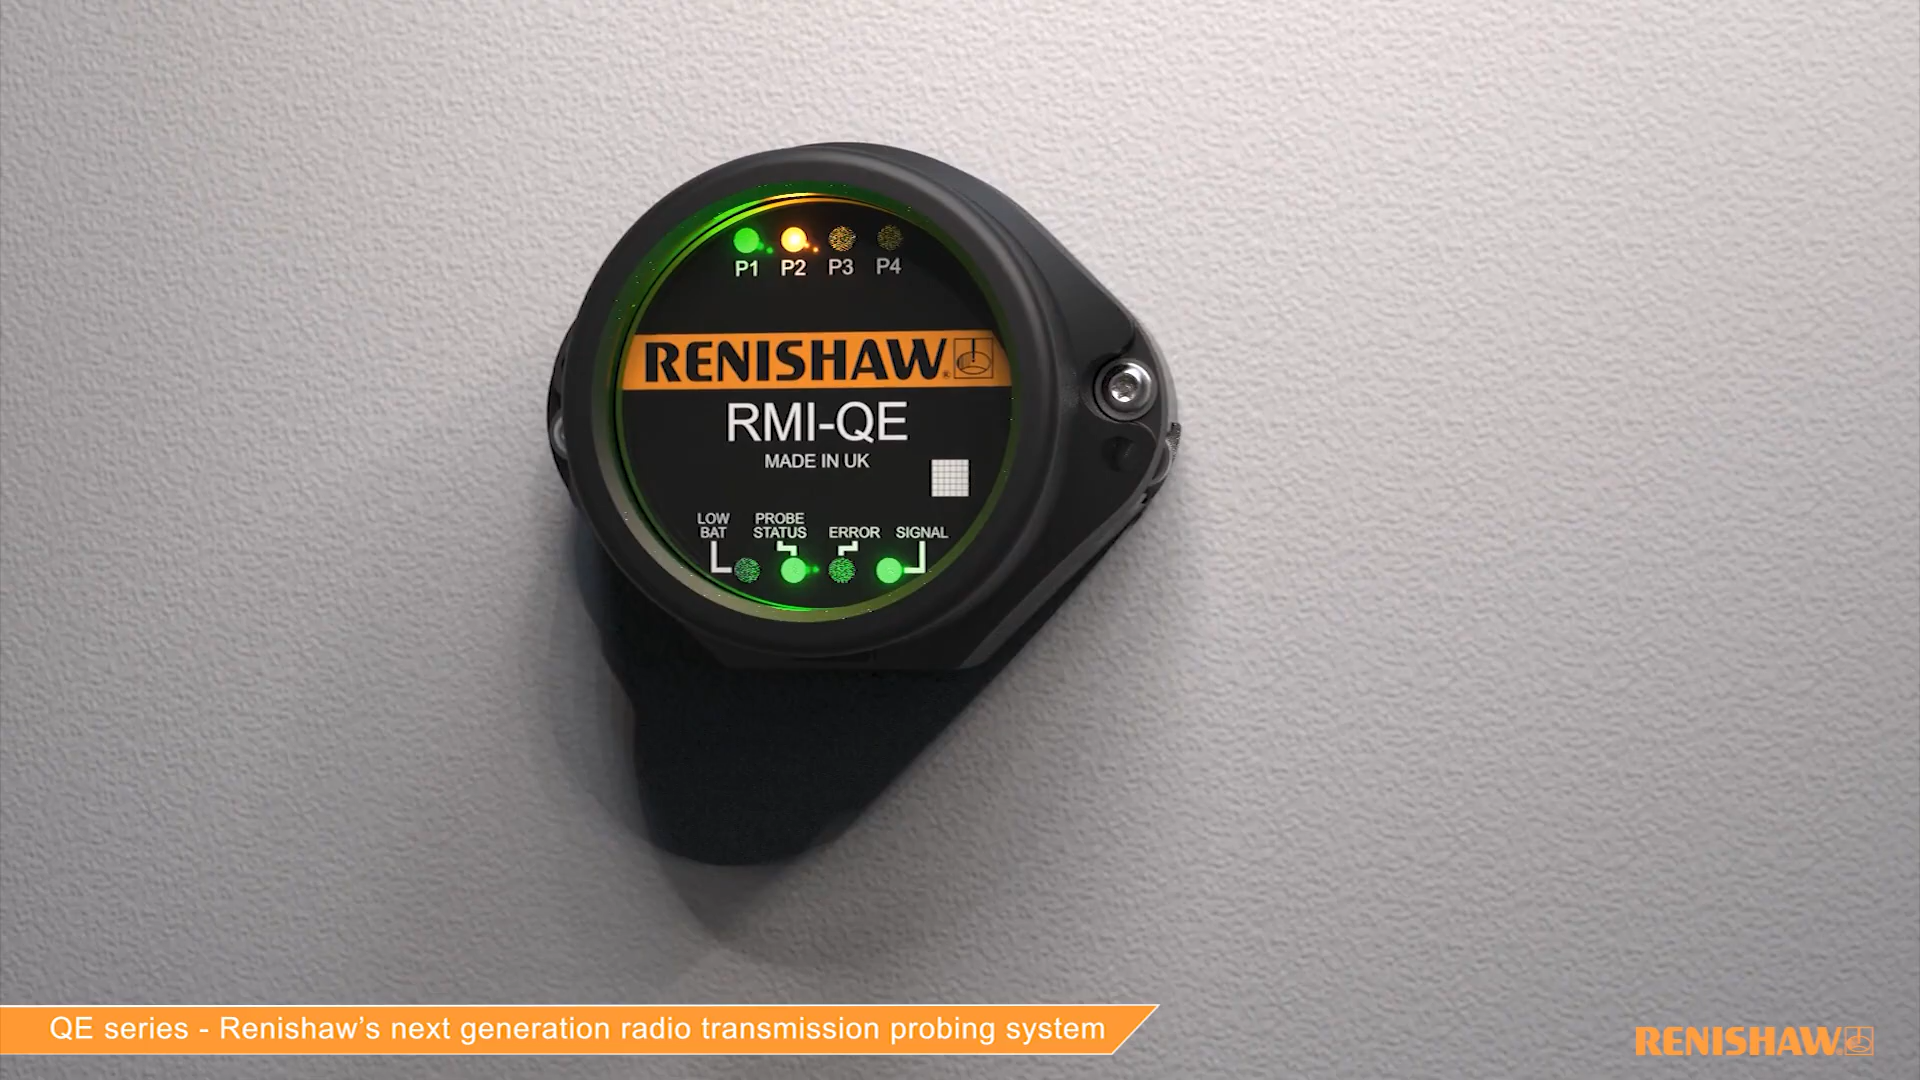 P1 P2 P3 P4
RENISHAW®
RMI-QE
MADE IN UK
LOW BAT
PROBE STATUS
ERROR
SIGNAL
QE series - Renishaw's next generation radio transmission probing system
RENISHAW